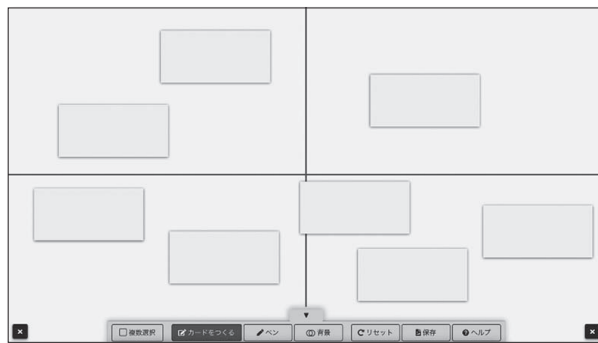 複数選択
カードをつくる
ペン
背景
リセット
保存
ヘルプ